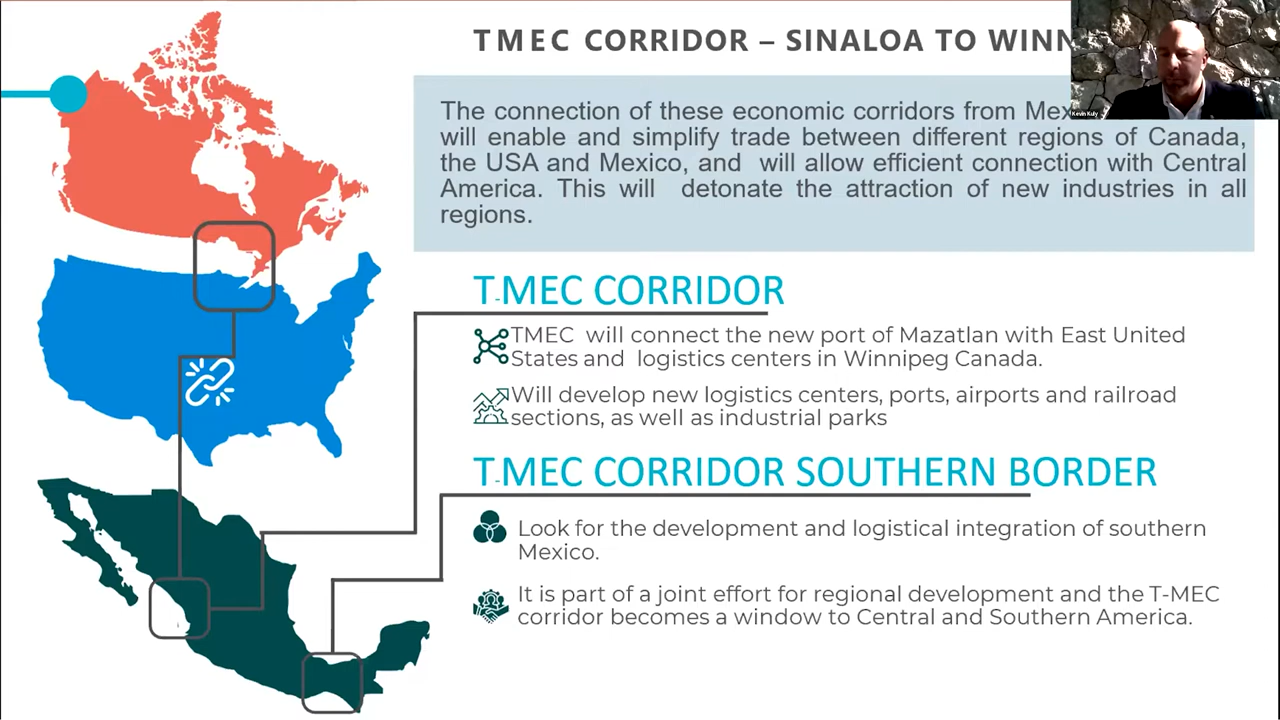 TMEC CORRIDOR – SINALOA TO WINN
The connection of these economic corridors from Mex
will enable and simplify trade between different regions of Canada,
the USA and Mexico, and will allow efficient connection with Central
America. This will detonate the attraction of new industries in all
regions.
Kevin Kuly
T-MEC CORRIDOR
TMEC will connect the new port of Mazatlan with East United
States and logistics centers in Winnipeg Canada.
Will develop new logistics centers, ports, airports and railroad
sections, as well as industrial parks
T-MEC CORRIDOR SOUTHERN BORDER
Look for the development and logistical integration of southern
Mexico.
It is part of a joint effort for regional development and the T-MEC
corridor becomes a window to Central and Southern America.